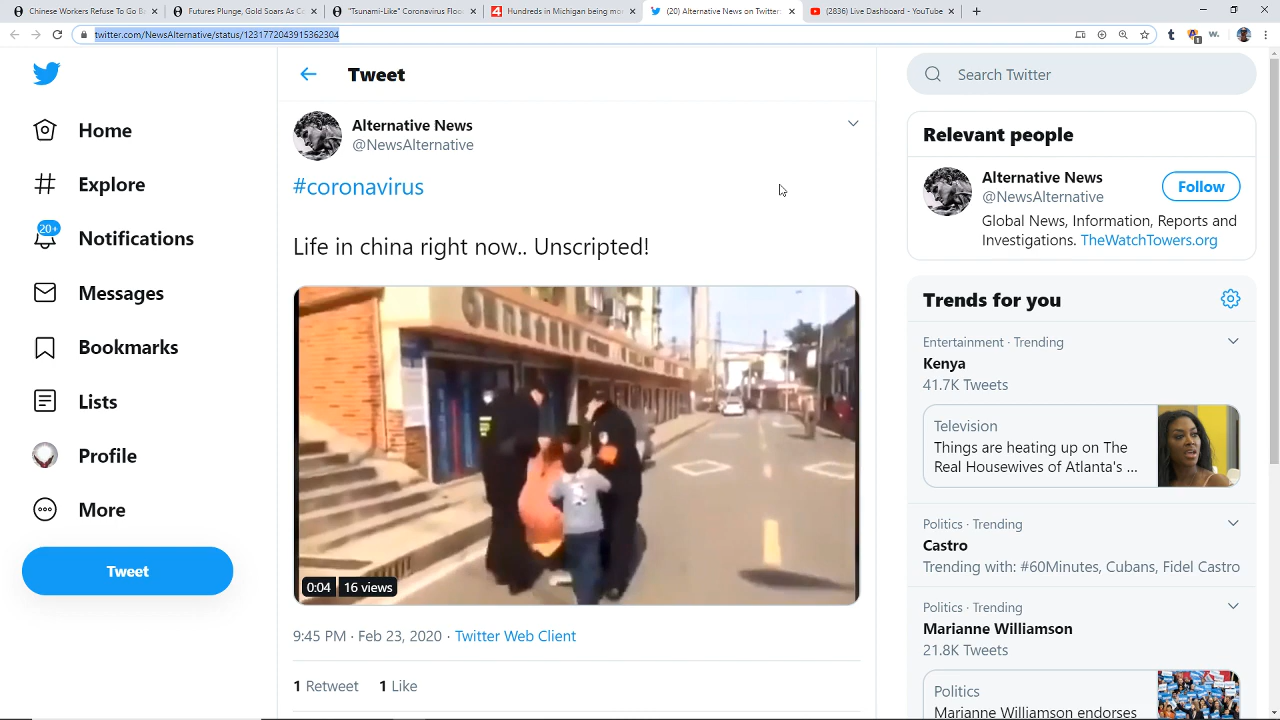 Chinese Workers Refuse To Go B
Futures Plunge, Gold Soars As Co
"Tsunami-Like" Coronavirus Floo
Hundreds in Michigan being mo
(20) Alternative News on Twitter:
(2836) Live Dashboard - YouTube
twitter.com/NewsAlternative/status/1231772043915362304
Tweet
Search Twitter
Home
Explore
20+
Notifications
Messages
Bookmarks
Lists
Profile
More
Tweet
Alternative News
@NewsAlternative
#coronavirus
Life in china right now.. Unscripted!
0:04
16 views
9:45 PM · Feb 23, 2020 · Twitter Web Client
1 Retweet 1 Like
Relevant people
Alternative News
@NewsAlternative
Follow
Global News, Information, Reports and
Investigations. TheWatchTowers.org
Trends for you
Entertainment · Trending
Kenya
41.7K Tweets
Television
Things are heating up on The
Real Housewives of Atlanta's ...
Politics · Trending
Castro
Trending with: #60Minutes, Cubans, Fidel Castro
Politics · Trending
Marianne Williamson
21.8K Tweets
Politics
Marianne Williamson endorses